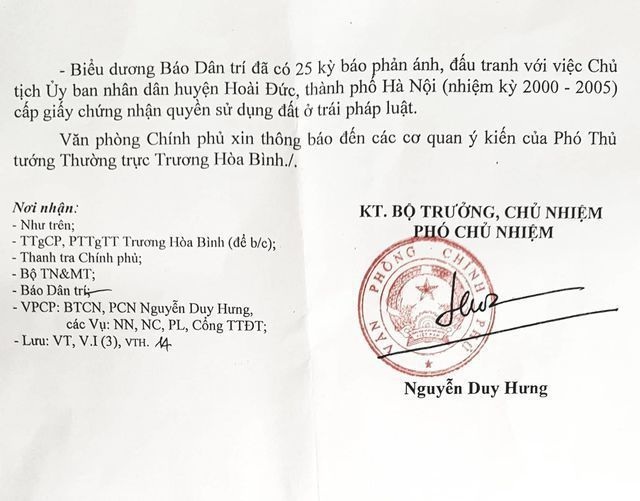 - Biểu dương Báo Dân trí đã có 25 kỳ báo phản ánh, đấu tranh với việc Chủ
tịch Ủy ban nhân dân huyện Hoài Đức, thành phố Hà Nội (nhiệm kỳ 2000 - 2005)
cấp giấy chứng nhận quyền sử dụng đất ở trái pháp luật.
Văn phòng Chính phủ xin thông báo đến các cơ quan ý kiến của Phó Thủ
tướng Thường trực Trương Hòa Bình./.
Nơi nhận:
- Như trên;
- TTgCP, PTTgTT Trương Hòa Bình (để b/c);
- Thanh tra Chính phủ;
- Bộ TN&MT;
- Báo Dân trí;
- VPCP: BTCN, PCN Nguyễn Duy Hưng,
các Vụ: NN, NC, PL, Cổng TTĐT;
- Lưu: VT, V.I (3), VTH.
KT. BỘ TRƯỞNG, CHỦ NHIỆM
PHÓ CHỦ NHIỆM
VĂN PHÒNG CHÍNH PHỦ
Nguyễn Duy Hưng